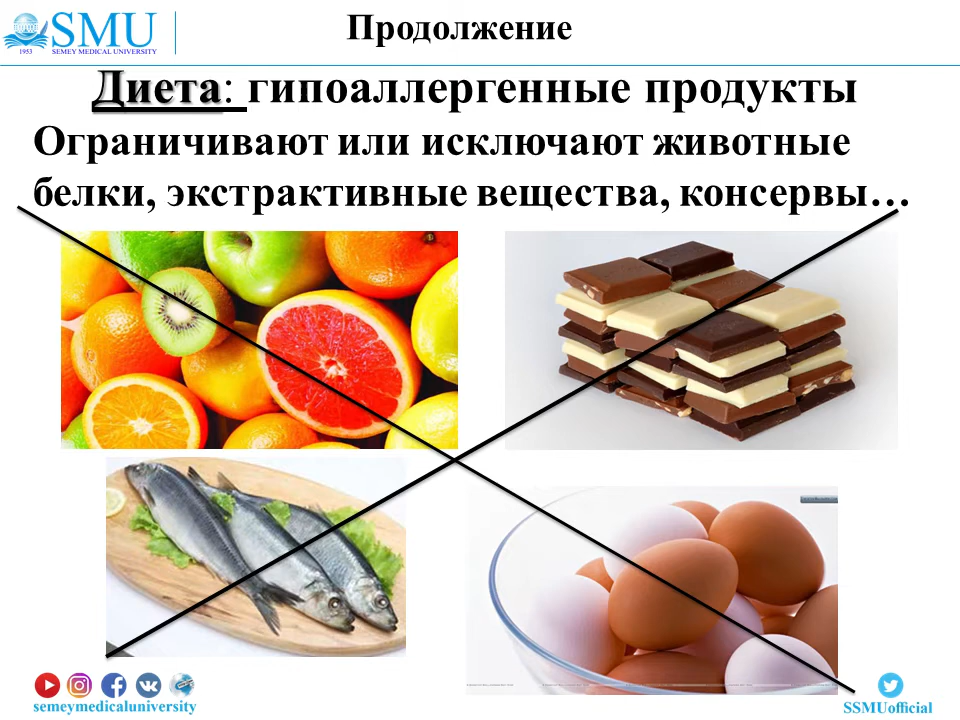 SMU
1953 SEMEY MEDICAL UNIVERSITY
Продолжение
Диета: гипоаллергенные продукты
Ограничивают или исключают животные
белки, экстрактивные вещества, консервы…
semeymedicaluniversity
SSMUofficial